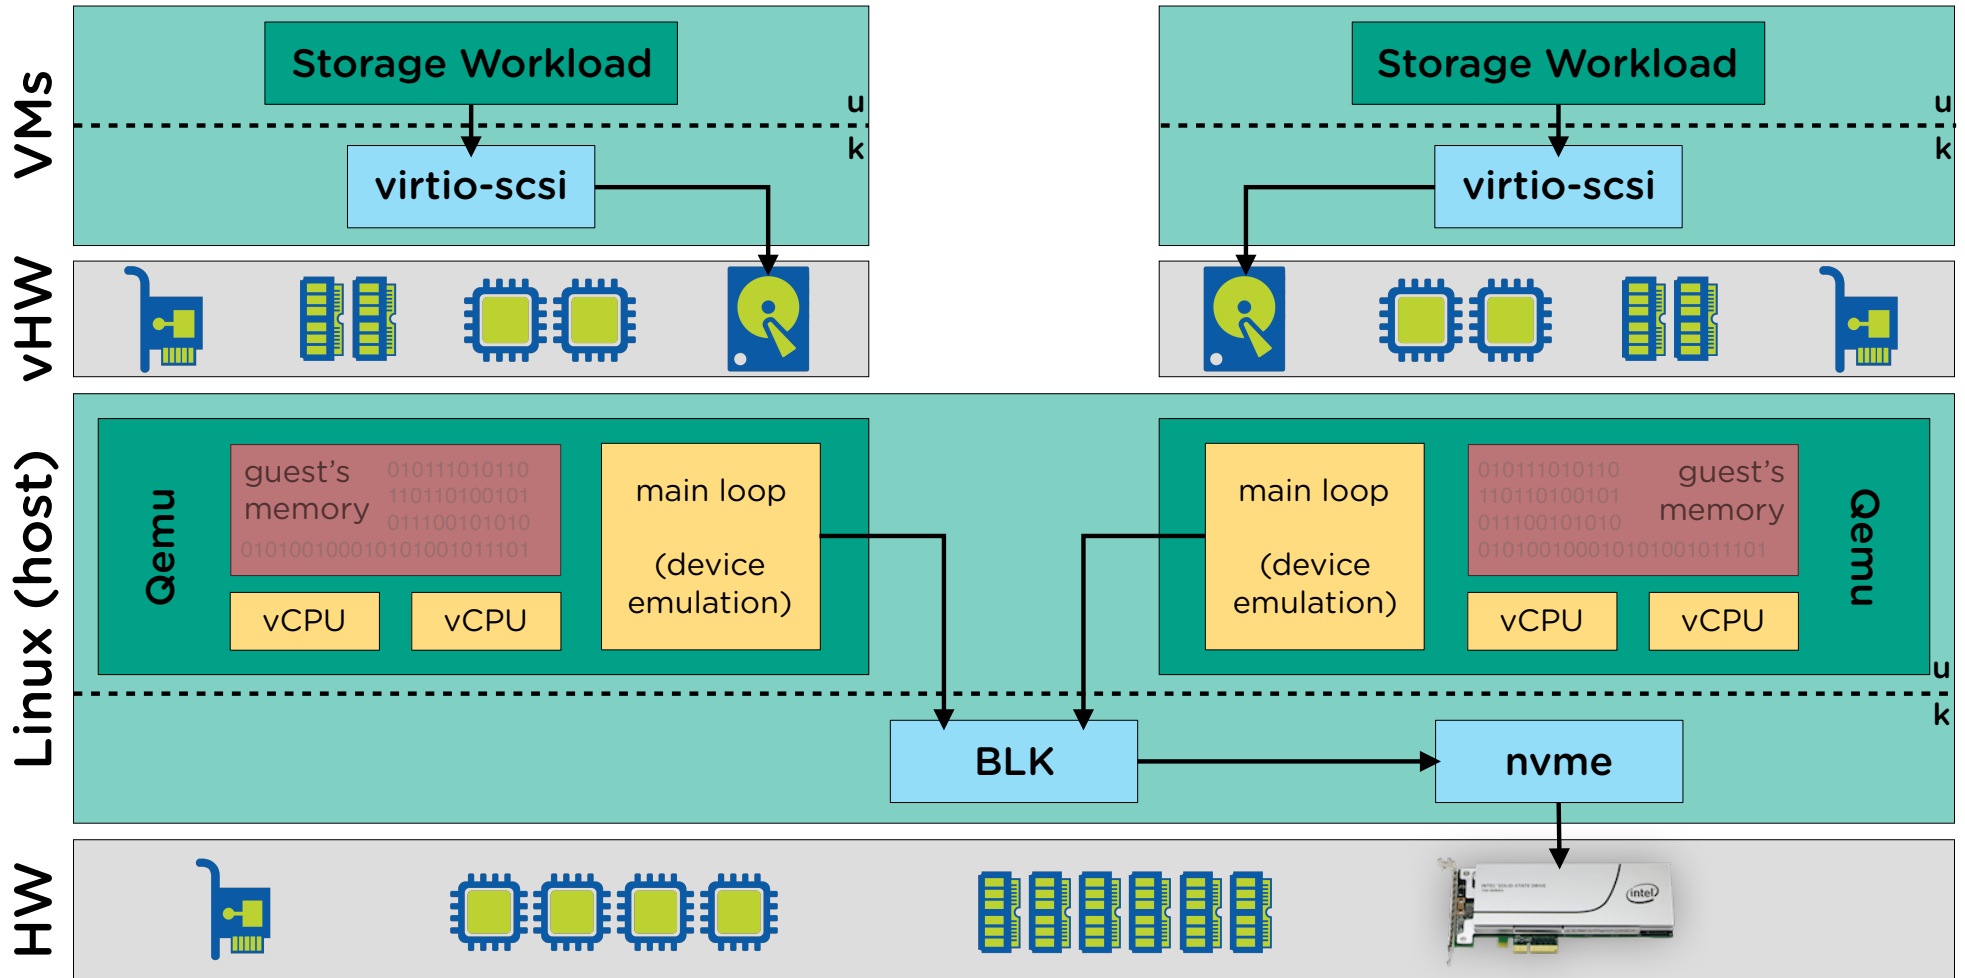 VMs
Storage Workload
u
k
virtio-scsi
Storage Workload
u
k
virtio-scsi
vHW
Linux (host)
Qemu
guest's
memory
010111010110
110110100101
011100101010
010100100010101001011101
vCPU
vCPU
main loop
(device
emulation)
main loop
(device
emulation)
010111010110
110110100101
011100101010
010100100010101001011101
guest's
memory
vCPU
vCPU
Qemu
u
k
BLK
nvme
HW
intel